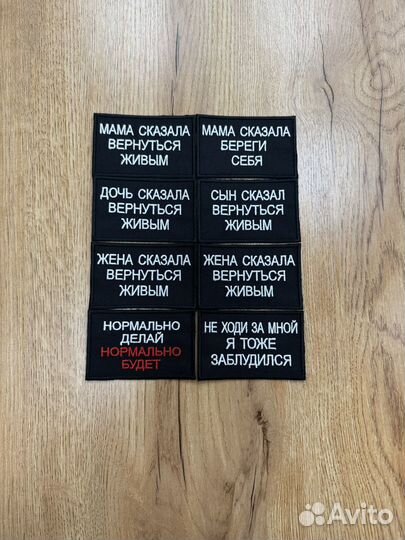 МАМА СКАЗАЛА
ВЕРНУТЬСЯ
ЖИВЫМ
МАМА СКАЗАЛА
БЕРЕГИ
СЕБЯ
ДОЧЬ СКАЗАЛА
ВЕРНУТЬСЯ
ЖИВЫМ
СЫН СКАЗАЛ
ВЕРНУТЬСЯ
ЖИВЫМ
ЖЕНА СКАЗАЛА
ВЕРНУТЬСЯ
ЖИВЫМ
ЖЕНА СКАЗАЛА
ВЕРНУТЬСЯ
ЖИВЫМ
НОРМАЛЬНО
ДЕЛАЙ
НОРМАЛЬНО
БУДЕТ
НЕ ХОДИ ЗА МНОЙ
Я ТОЖЕ
ЗАБЛУДИЛСЯ
Avito